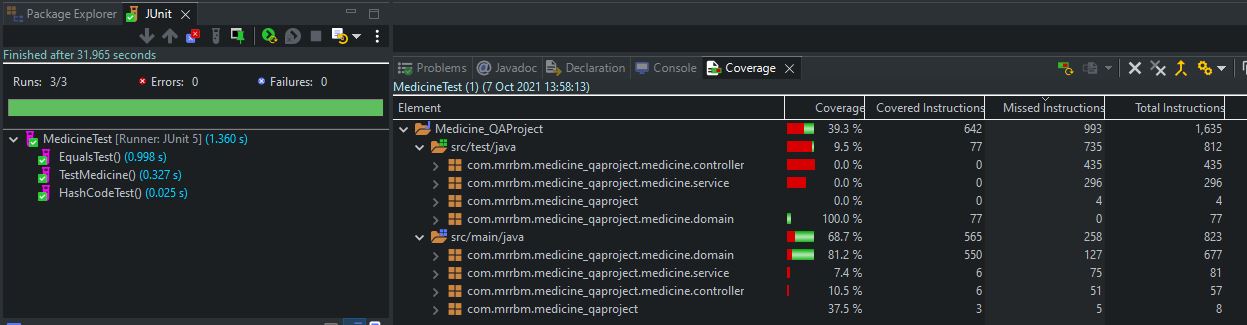 Package Explorer JUnit
Finished after 31.965 seconds
Runs: 3/3 Errors: 0 Failures: 0
MedicineTest [Runner: JUnit 5] (1.360 s)
EqualsTest() (0.998 s)
TestMedicine() (0.327 s)
HashCodeTest() (0.025 s)
Problems Javadoc Declaration Console Coverage
MedicineTest (1) (7 Oct 2021 13:58:13)
Element Coverage Covered Instructions Missed Instructions Total Instructions
Medicine_QAProject 39.3 % 642 993 1,635
src/test/java 9.5 % 77 735 812
com.mrrbm.medicine_qaproject.medicine.controller 0.0 % 0 435 435
com.mrrbm.medicine_qaproject.medicine.service 0.0 % 0 296 296
com.mrrbm.medicine_qaproject 0.0 % 0 4 4
com.mrrbm.medicine_qaproject.medicine.domain 100.0 % 77 0 77
src/main/java 68.7 % 565 258 823
com.mrrbm.medicine_qaproject.medicine.domain 81.2 % 550 127 677
com.mrrbm.medicine_qaproject.medicine.service 7.4 % 6 75 81
com.mrrbm.medicine_qaproject.medicine.controller 10.5 % 6 51 57
com.mrrbm.medicine_qaproject 37.5 % 3 5 8